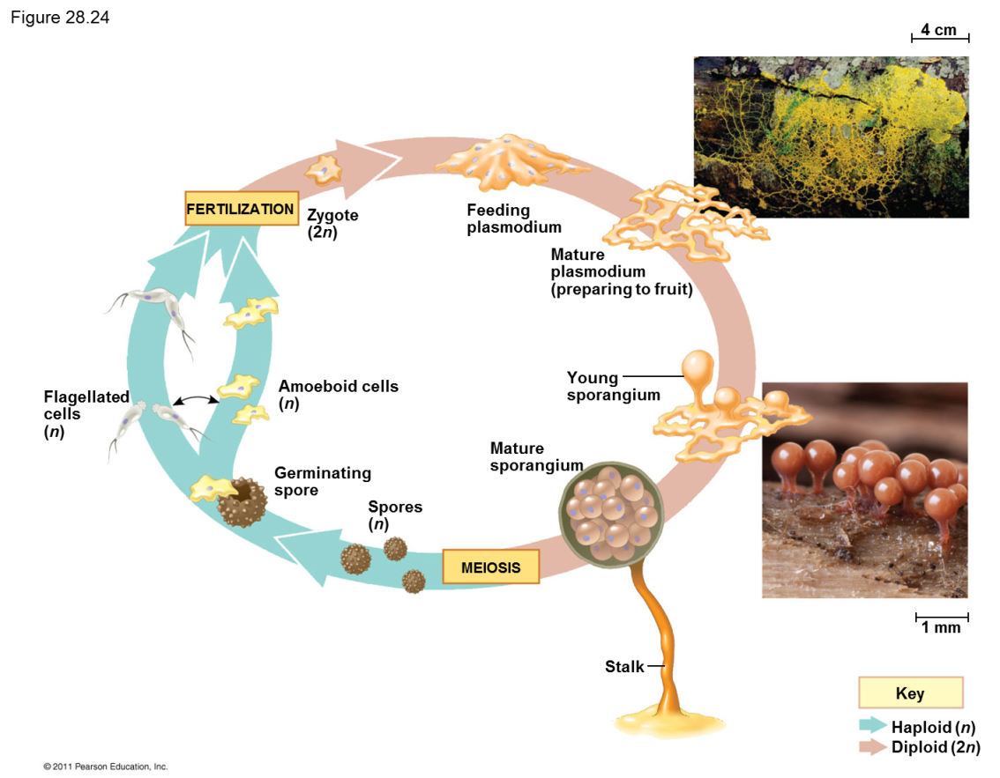 Figure 28.24
4 cm
FERTILIZATION
Zygote
(2n)
Feeding
plasmodium
Mature
plasmodium
(preparing to fruit)
Young
sporangium
Flagellated
cells
(n)
Amoeboid cells
(n)
Mature
sporangium
Germinating
spore
Spores
(n)
MEIOSIS
1 mm
Stalk
Key
Haploid (n)
Diploid (2n)
© 2011 Pearson Education, Inc.